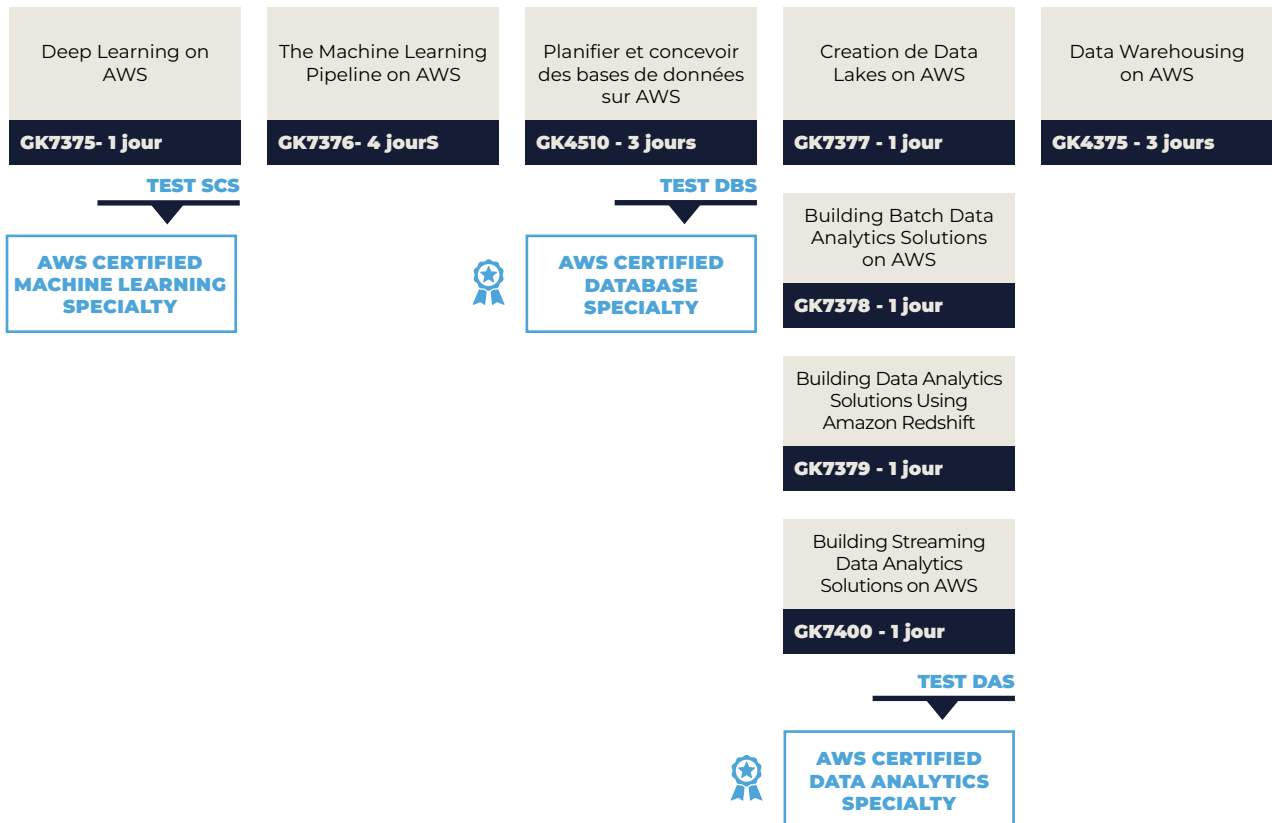 Deep Learning on
AWS
GK7375- 1 jour
TEST SCS
AWS CERTIFIED
MACHINE LEARNING
SPECIALTY
The Machine Learning
Pipeline on AWS
GK7376- 4 jourS
Planifier et concevoir
des bases de données
sur AWS
GK4510 - 3 jours
TEST DBS
AWS CERTIFIED
DATABASE
SPECIALTY
Creation de Data
Lakes on AWS
GK7377 - 1 jour
Building Batch Data
Analytics Solutions
on AWS
GK7378 - 1 jour
Building Data Analytics
Solutions Using
Amazon Redshift
GK7379 - 1 jour
Building Streaming
Data Analytics
Solutions on AWS
GK7400 - 1 jour
TEST DAS
AWS CERTIFIED
DATA ANALYTICS
SPECIALTY
Data Warehousing
on AWS
GK4375 - 3 jours